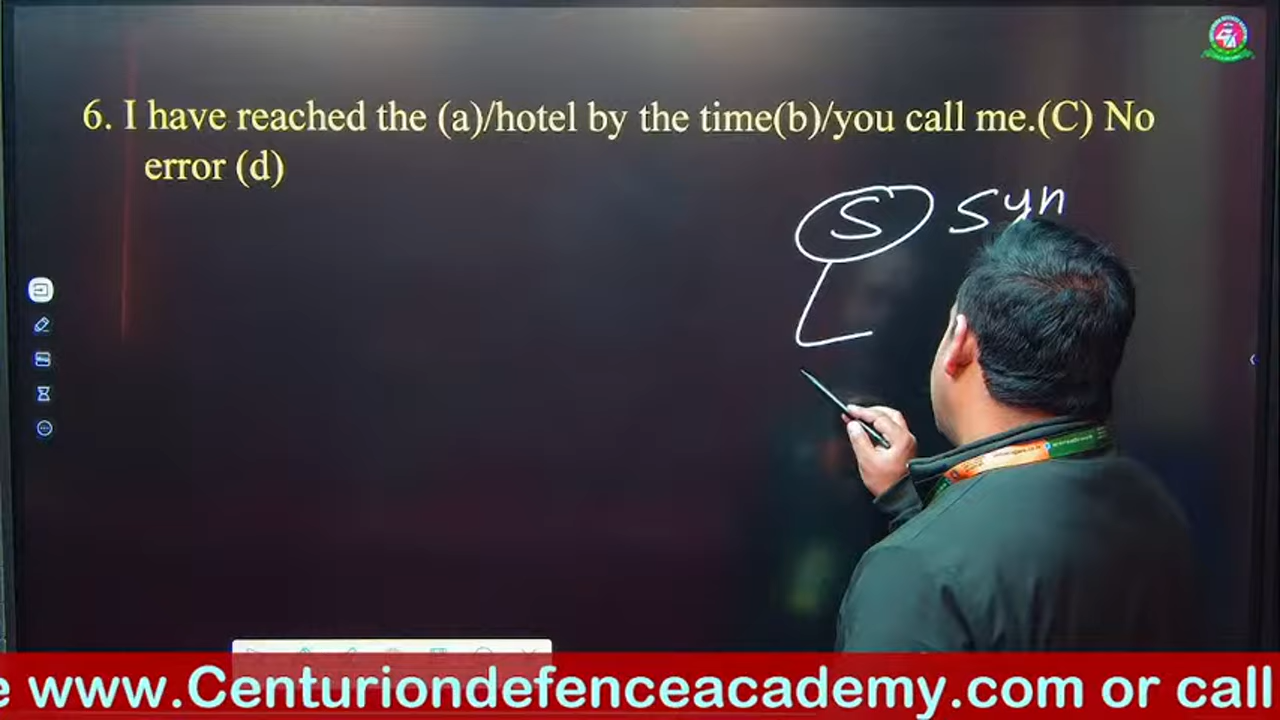 6. I have reached the (a)/hotel by the time(b)/you call me.(C) No
error (d)
S syn
www.Centuriondefenceacademy.com or call